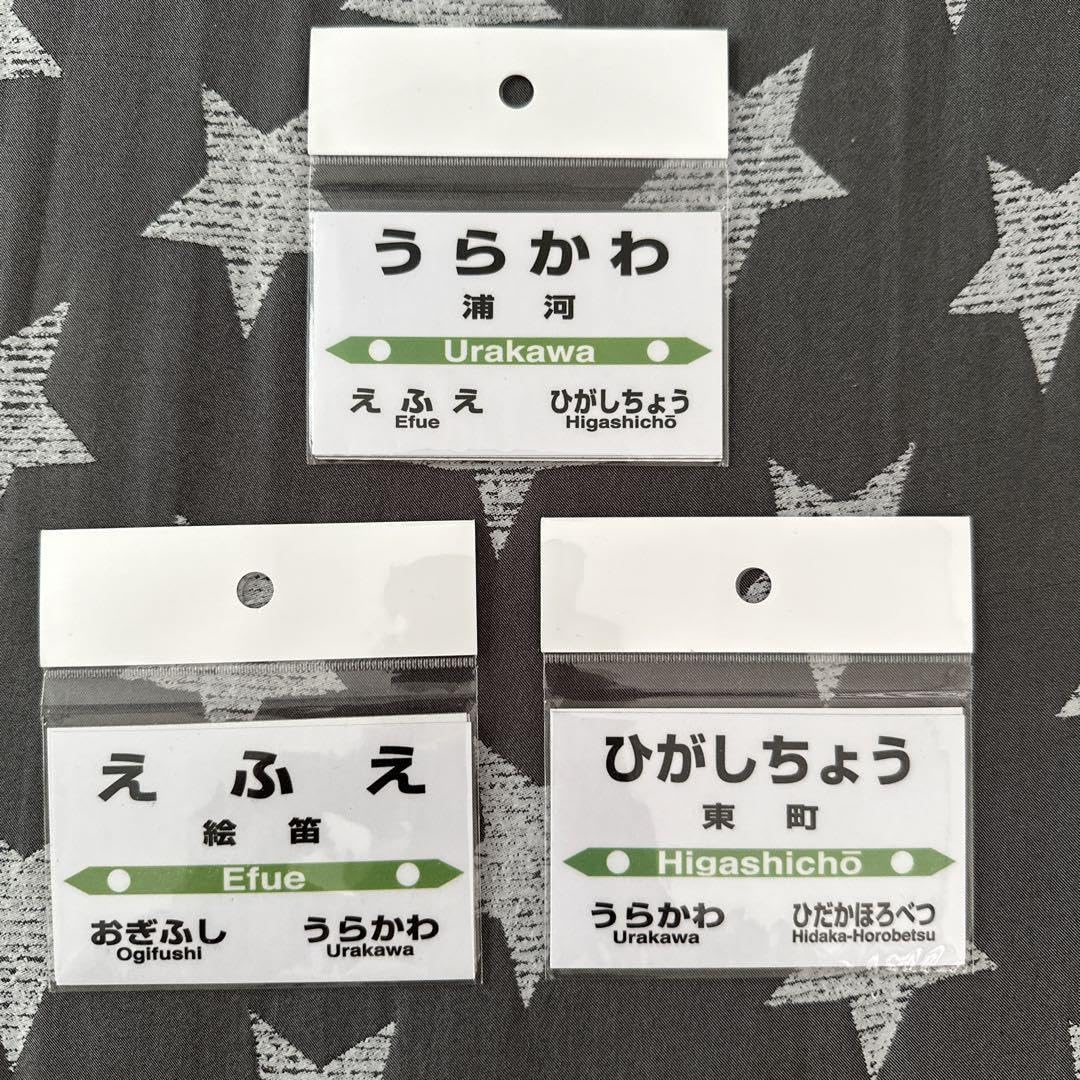 うらかわ
浦河
Urakawa
えふえ ひがしちょう
Efue Higashichō
えふえ
絵笛
Efue
おぎふし うらかわ
Ogifushi Urakawa
ひがしちょう
東町
Higashichō
うらかわ ひだかほろべつ
Urakawa Hidaka-Horobetsu